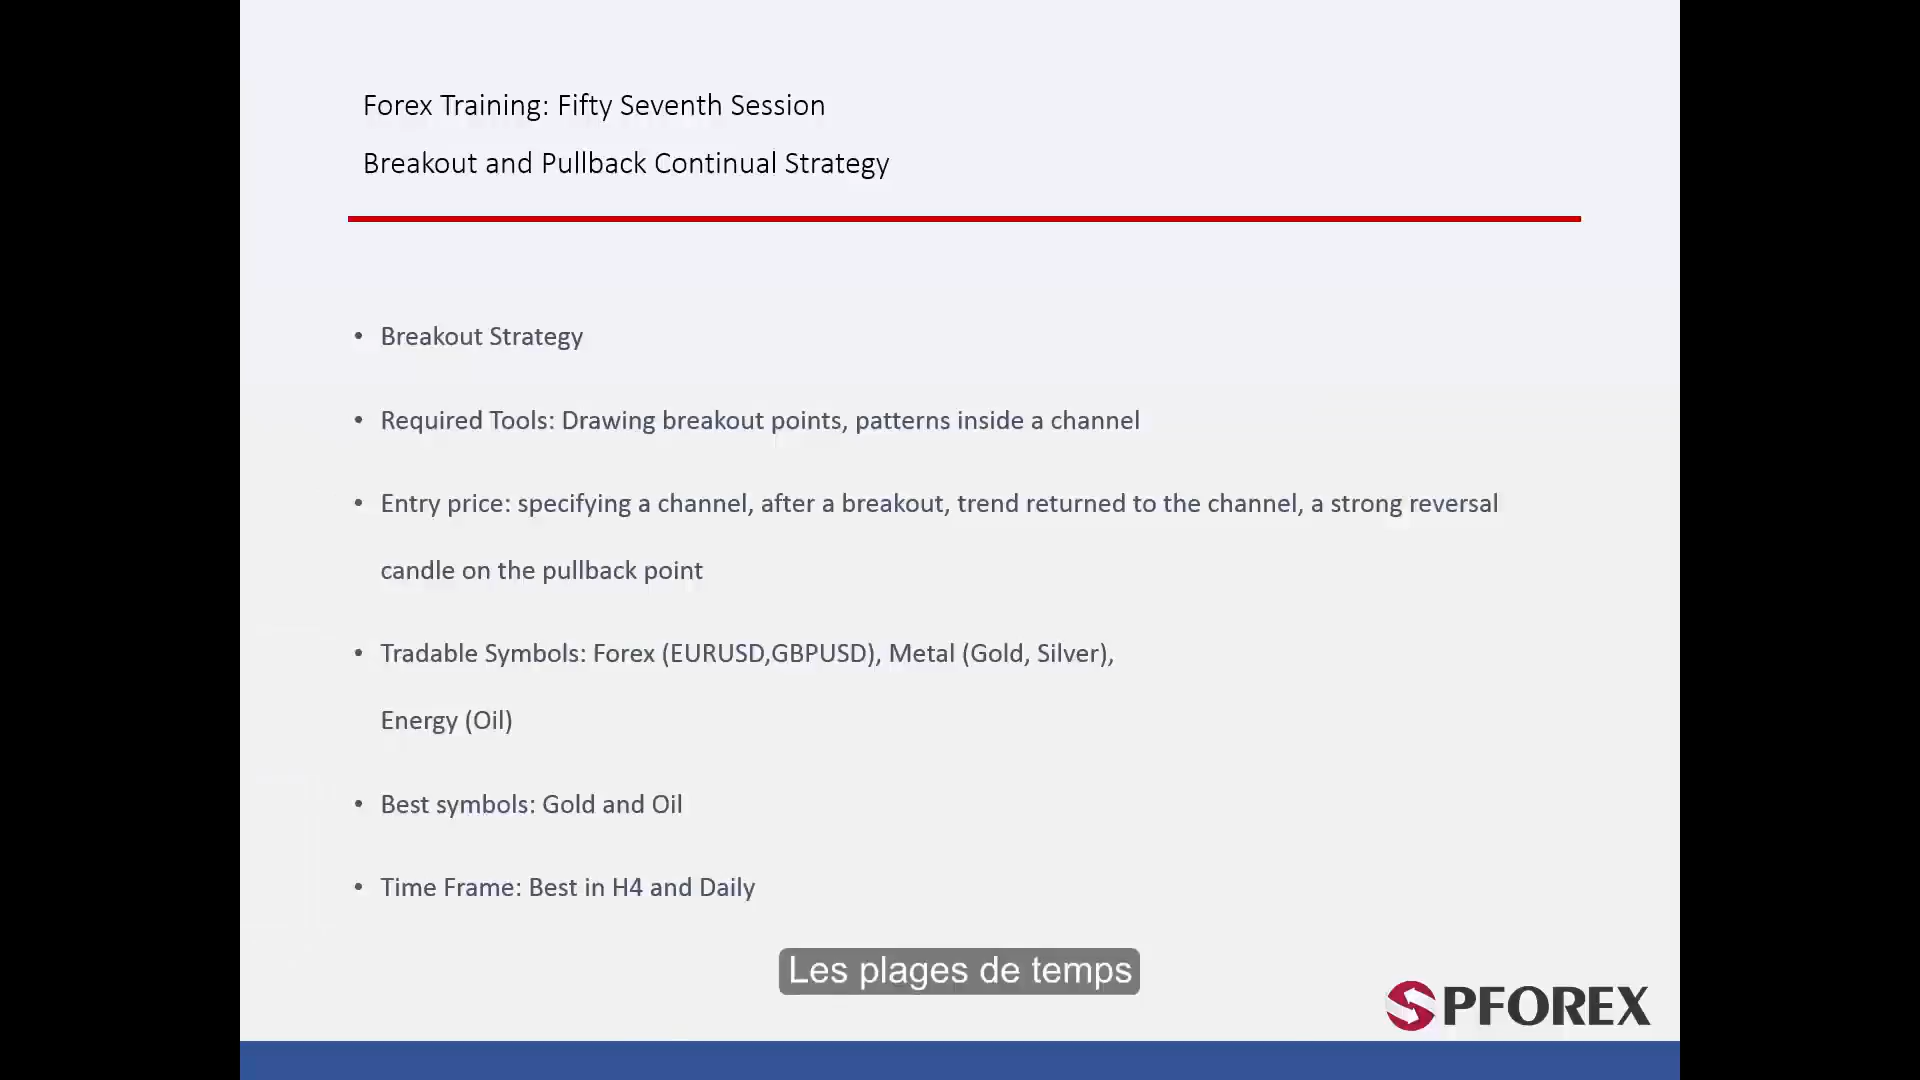 Forex Training: Fifty Seventh Session
Breakout and Pullback Continual Strategy
• Breakout Strategy
• Required Tools: Drawing breakout points, patterns inside a channel
• Entry price: specifying a channel, after a breakout, trend returned to the channel, a strong reversal
candle on the pullback point
• Tradable Symbols: Forex (EURUSD,GBPUSD), Metal (Gold, Silver),
Energy (Oil)
• Best symbols: Gold and Oil
• Time Frame: Best in H4 and Daily
Les plages de temps
SPFOREX